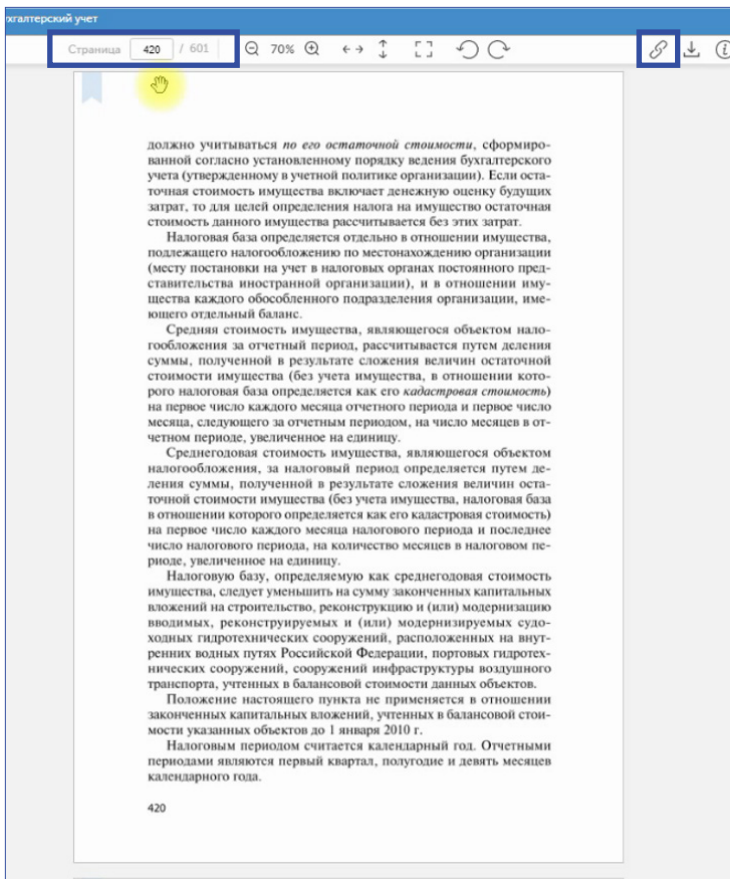 ухгалтерский учет
Страница 420 / 601 70%
должно учитываться по его остаточной стоимости, сформиро-
ванной согласно установленному порядку ведения бухгалтерского
учета (утвержденному в учетной политике организации). Если оста-
точная стоимость имущества включает денежную оценку будущих
затрат, то для целей определения налога на имущество остаточная
стоимость данного имущества рассчитывается без этих затрат.
Налоговая база определяется отдельно в отношении имущества,
подлежащего налогообложению по местонахождению организации
(месту постановки на учет в налоговых органах постоянного пред-
ставительства иностранной организации), и в отношении иму-
щества каждого обособленного подразделения организации, име-
ющего отдельный баланс.
Средняя стоимость имущества, являющегося объектом нало-
гообложения за отчетный период, рассчитывается путем деления
суммы, полученной в результате сложения величин остаточной
стоимости имущества (без учета имущества, в отношении кото-
рого налоговая база определяется как его кадастровая стоимость)
на первое число каждого месяца отчетного периода и первое число
месяца, следующего за отчетным периодом, на число месяцев в от-
четном периоде, увеличенное на единицу.
Среднегодовая стоимость имущества, являющегося объектом
налогообложения, за налоговый период определяется путем де-
ления суммы, полученной в результате сложения величин оста-
точной стоимости имущества (без учета имущества, налоговая база
в отношении которого определяется как его кадастровая стоимость)
на первое число каждого месяца налогового периода и последнее
число налогового периода, на количество месяцев в налоговом пе-
риоде, увеличенное на единицу.
Налоговую базу, определяемую как среднегодовая стоимость
имущества, следует уменьшить на сумму законченных капитальных
вложений на строительство, реконструкцию и (или) модернизацию
вводимых, реконструируемых и (или) модернизируемых судо-
ходных гидротехнических сооружений, расположенных на внут-
ренних водных путях Российской Федерации, портовых гидротех-
нических сооружений, сооружений инфраструктуры воздушного
транспорта, учтенных в балансовой стоимости данных объектов.
Положение настоящего пункта не применяется в отношении
законченных капитальных вложений, учтенных в балансовой стои-
мости указанных объектов до 1 января 2010 г.
Налоговым периодом считается календарный год. Отчетными
периодами являются первый квартал, полугодие и девять месяцев
календарного года.
420